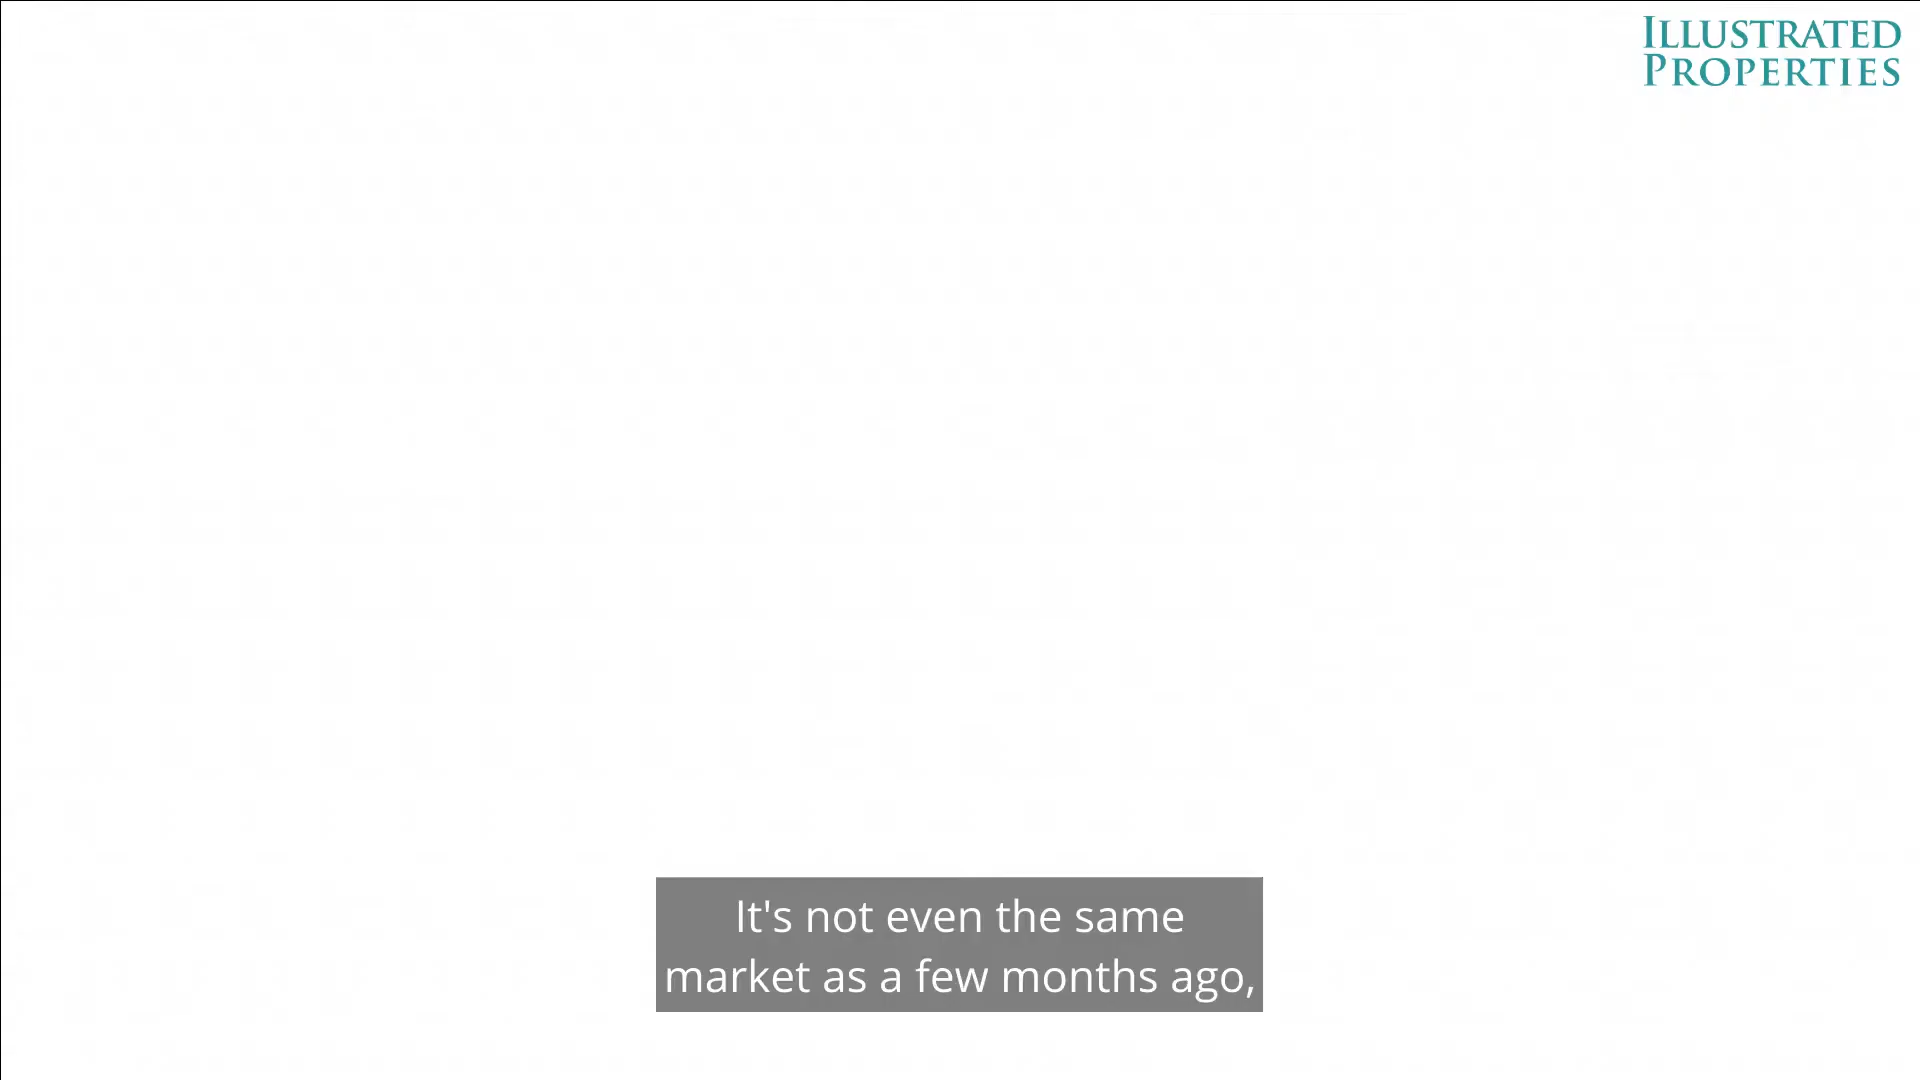 ILLUSTRATED
PROPERTIES
It's not even the same
market as a few months ago,